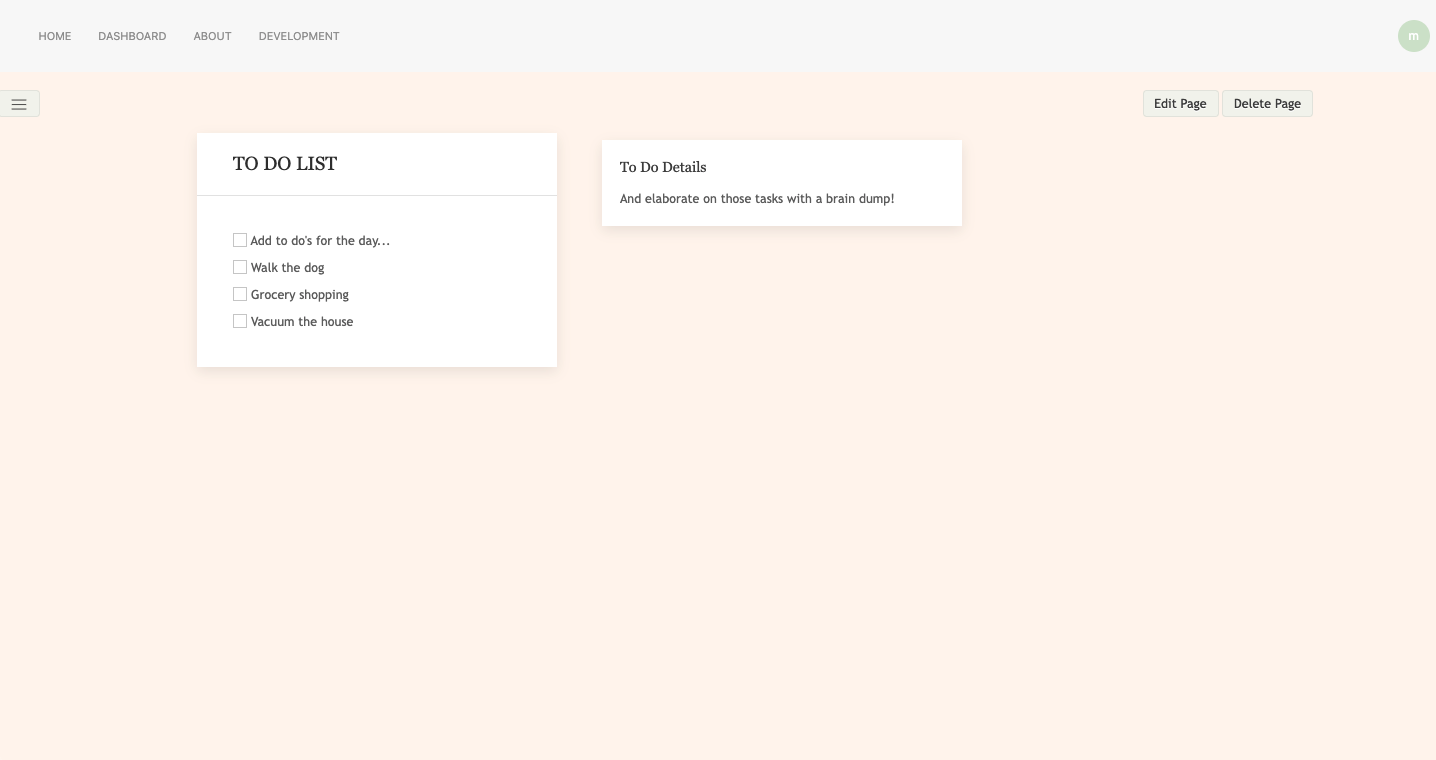 HOME DASHBOARD ABOUT DEVELOPMENT m
Edit Page Delete Page
TO DO LIST
Add to do's for the day...
Walk the dog
Grocery shopping
Vacuum the house
To Do Details
And elaborate on those tasks with a brain dump!